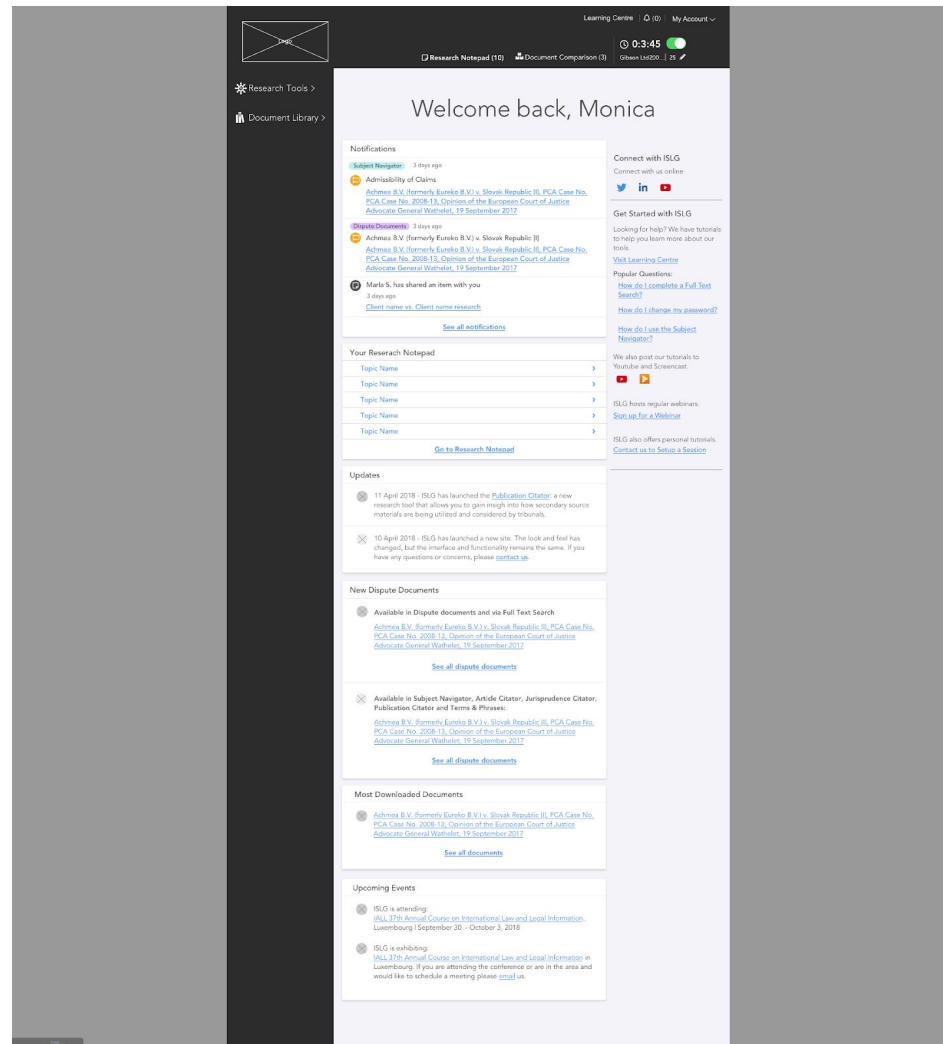 Logo
Learning Centre
(0)
My Account
Research Notepad (10)
Document Comparison (3)
0:3:45
Gibson Ltd200... | 25
Research Tools >
Document Library >
Welcome back, Monica
Notifications
Subject Navigator 3 days ago
Admissibility of Claims
Achmea B.V. (formerly Eureko B.V.) v. Slovak Republic [I], PCA Case No.
PCA Case No. 2008-13, Opinion of the European Court of Justice
Advocate General Wathelet, 19 September 2017
Dispute Documents 3 days ago
Achmea B.V. (formerly Eureko B.V.) v. Slovak Republic [I]
Achmea B.V. (formerly Eureko B.V.) v. Slovak Republic [I], PCA Case No.
PCA Case No. 2008-13, Opinion of the European Court of Justice
Advocate General Wathelet, 19 September 2017
Marla S. has shared an item with you
3 days ago
Client name vs. Client name research
See all notifications
Your Reserach Notepad
Topic Name
Topic Name
Topic Name
Topic Name
Topic Name
Go to Research Notepad
Updates
11 April 2018 - ISLG has launched the Publication Citator: a new
research tool that allows you to gain insigh into how secondary source
materials are being utilized and considered by tribunals.
10 April 2018 - ISLG has launched a new site. The look and feel has
changed, but the interface and functionality remains the same. If you
have any questions or concerns, please contact us.
New Dispute Documents
Available in Dispute documents and via Full Text Search
Achmea B.V. (formerly Eureko B.V.) v. Slovak Republic [I], PCA Case No.
PCA Case No. 2008-13, Opinion of the European Court of Justice
Advocate General Wathelet, 19 September 2017
See all dispute documents
Available in Subject Navigator, Article Citator, Jurisprudence Citator,
Publication Citator and Terms & Phrases:
Achmea B.V. (formerly Eureko B.V.) v. Slovak Republic [I], PCA Case No.
PCA Case No. 2008-13, Opinion of the European Court of Justice
Advocate General Wathelet, 19 September 2017
See all dispute documents
Most Downloaded Documents
Achmea B.V. (formerly Eureko B.V.) v. Slovak Republic [I], PCA Case No.
PCA Case No. 2008-13, Opinion of the European Court of Justice
Advocate General Wathelet, 19 September 2017
See all documents
Upcoming Events
ISLG is attending:
IALL 37th Annual Course on International Law and Legal Information.
Luxembourg | September 30 - October 3, 2018
ISLG is exhibiting:
IALL 37th Annual Course on International Law and Legal Information in
Luxembourg. If you are attending the conference or are in the area and
would like to schedule a meeting please email us.
Connect with ISLG
Connect with us online
Get Started with ISLG
Looking for help? We have tutorials
to help you learn more about our
tools.
Visit Learning Centre
Popular Questions:
How do I complete a Full Text
Search?
How do I change my password?
How do I use the Subject
Navigator?
We also post our tutorials to
Youtube and Screencast.
ISLG hosts regular webinars.
Sign up for a Webinar
ISLG also offers personal tutorials.
Contact us to Setup a Session